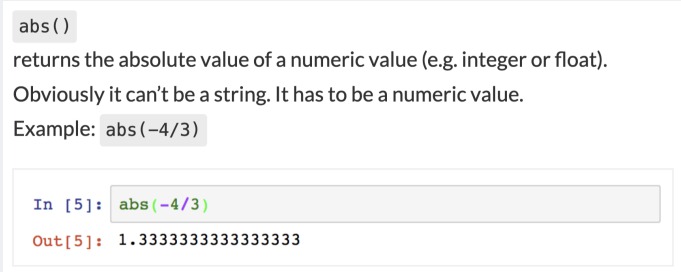 abs()
returns the absolute value of a numeric value (e.g. integer or float).
Obviously it can’t be a string. It has to be a numeric value.
Example: abs(-4/3)
In [5]: abs(-4/3)
Out[5]: 1.3333333333333333